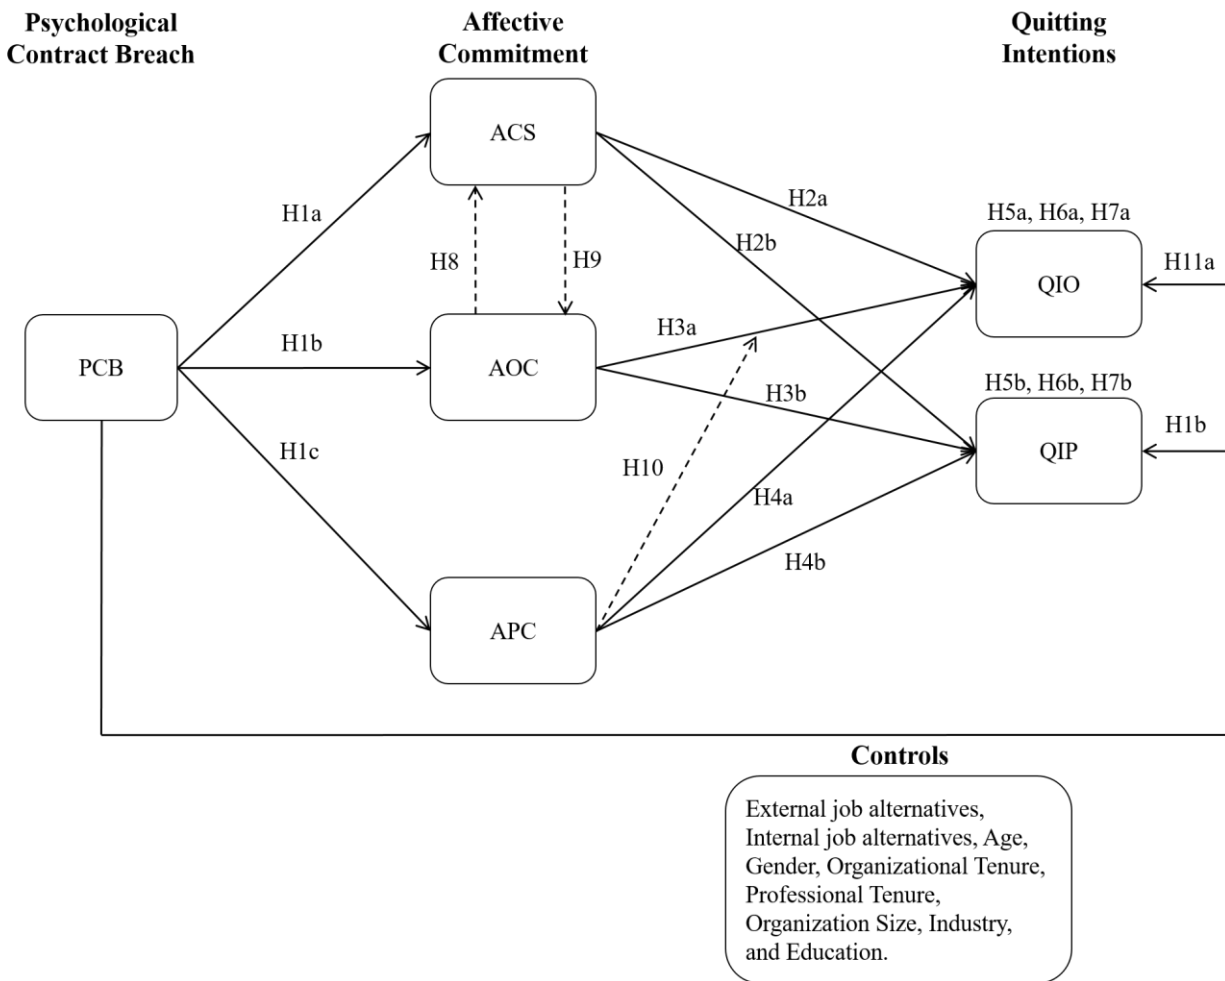 Psychological
Contract Breach
Affective
Commitment
Quitting
Intentions
ACS
H1a
H2a
H5a, H6a, H7a
H2b
H8
H9
H11a
QIO
H3a
H1b
PCB
AOC
H5b, H6b, H7b
H3b
H1b
QIP
H1c
H10
H4a
H4b
APC
Controls
External job alternatives,
Internal job alternatives, Age,
Gender, Organizational Tenure,
Professional Tenure,
Organization Size, Industry,
and Education.